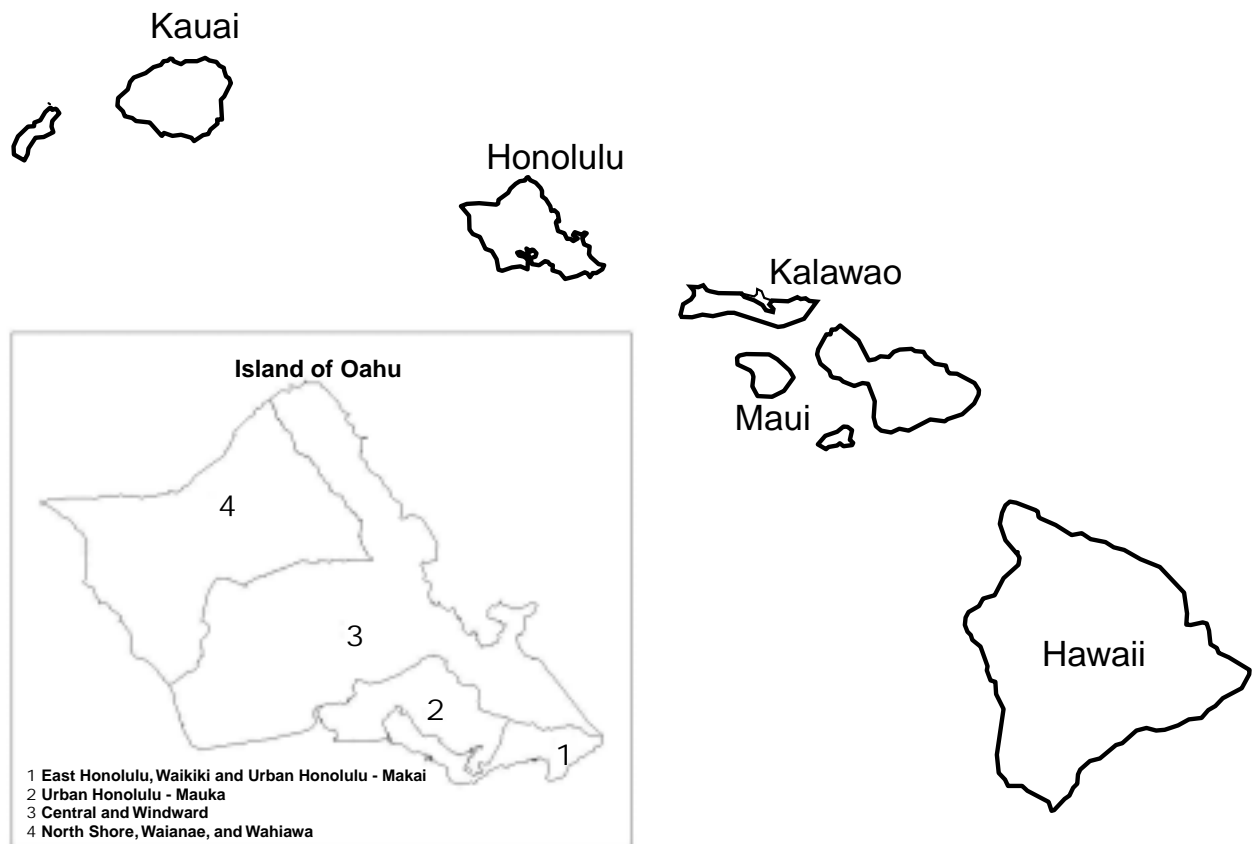 Kauai
Honolulu
Kalawao
Maui
Hawaii
Island of Oahu
4
3
2
1
1 East Honolulu, Waikiki and Urban Honolulu - Makai
2 Urban Honolulu - Mauka
3 Central and Windward
4 North Shore, Waianae, and Wahiawa